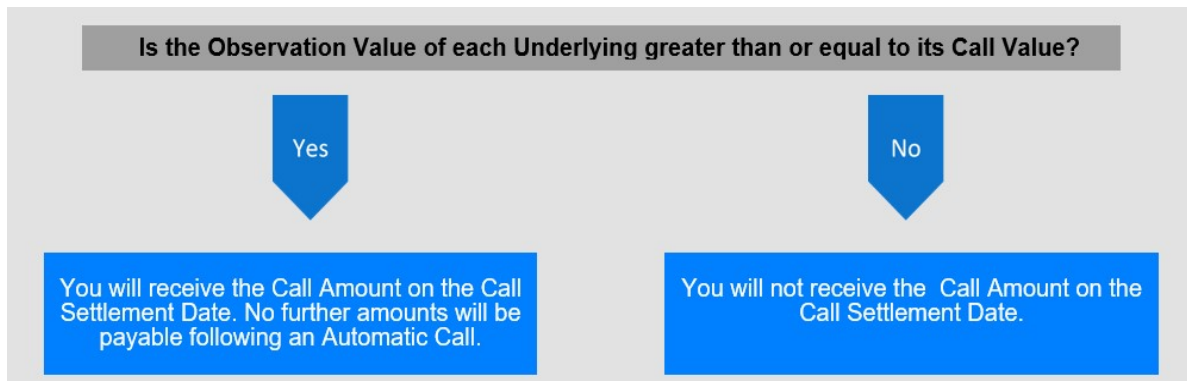 Is the Observation Value of each Underlying greater than or equal to its Call Value?
Yes
No
You will receive the Call Amount on the Call
Settlement Date. No further amounts will be
payable following an Automatic Call.
You will not receive the  Call Amount on the
Call Settlement Date.